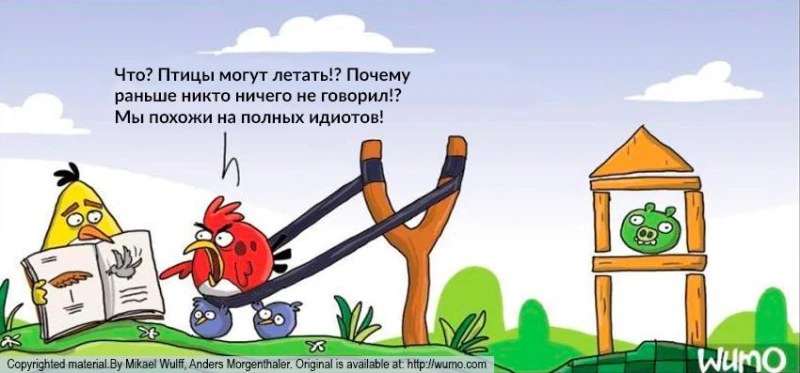 Что? Птицы могут летать!? Почему
раньше никто ничего не говорил!?
Мы похожи на полных идиотов!
Copyrighted material.By Mikael Wulff, Anders Morgenthaler. Original is available at: http://wumo.com
WUMO